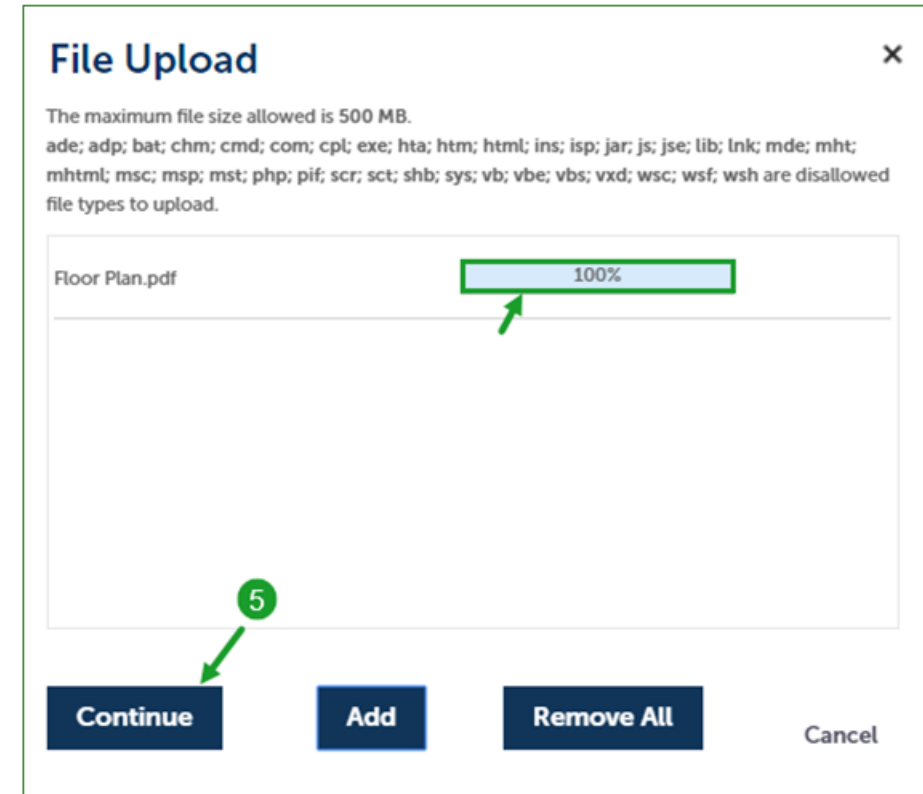 File Upload
×
The maximum file size allowed is 500 MB.
ade; adp; bat; chm; cmd; com; cpl; exe; hta; htm; html; ins; isp; jar; js; jse; lib; lnk; mde; mht;
mhtml; msc; msp; mst; php; pif; scr; sct; shb; sys; vb; vbe; vbs; vxd; wsc; wsf; wsh are disallowed
file types to upload.
Floor Plan.pdf 100%
5
Continue Add Remove All Cancel